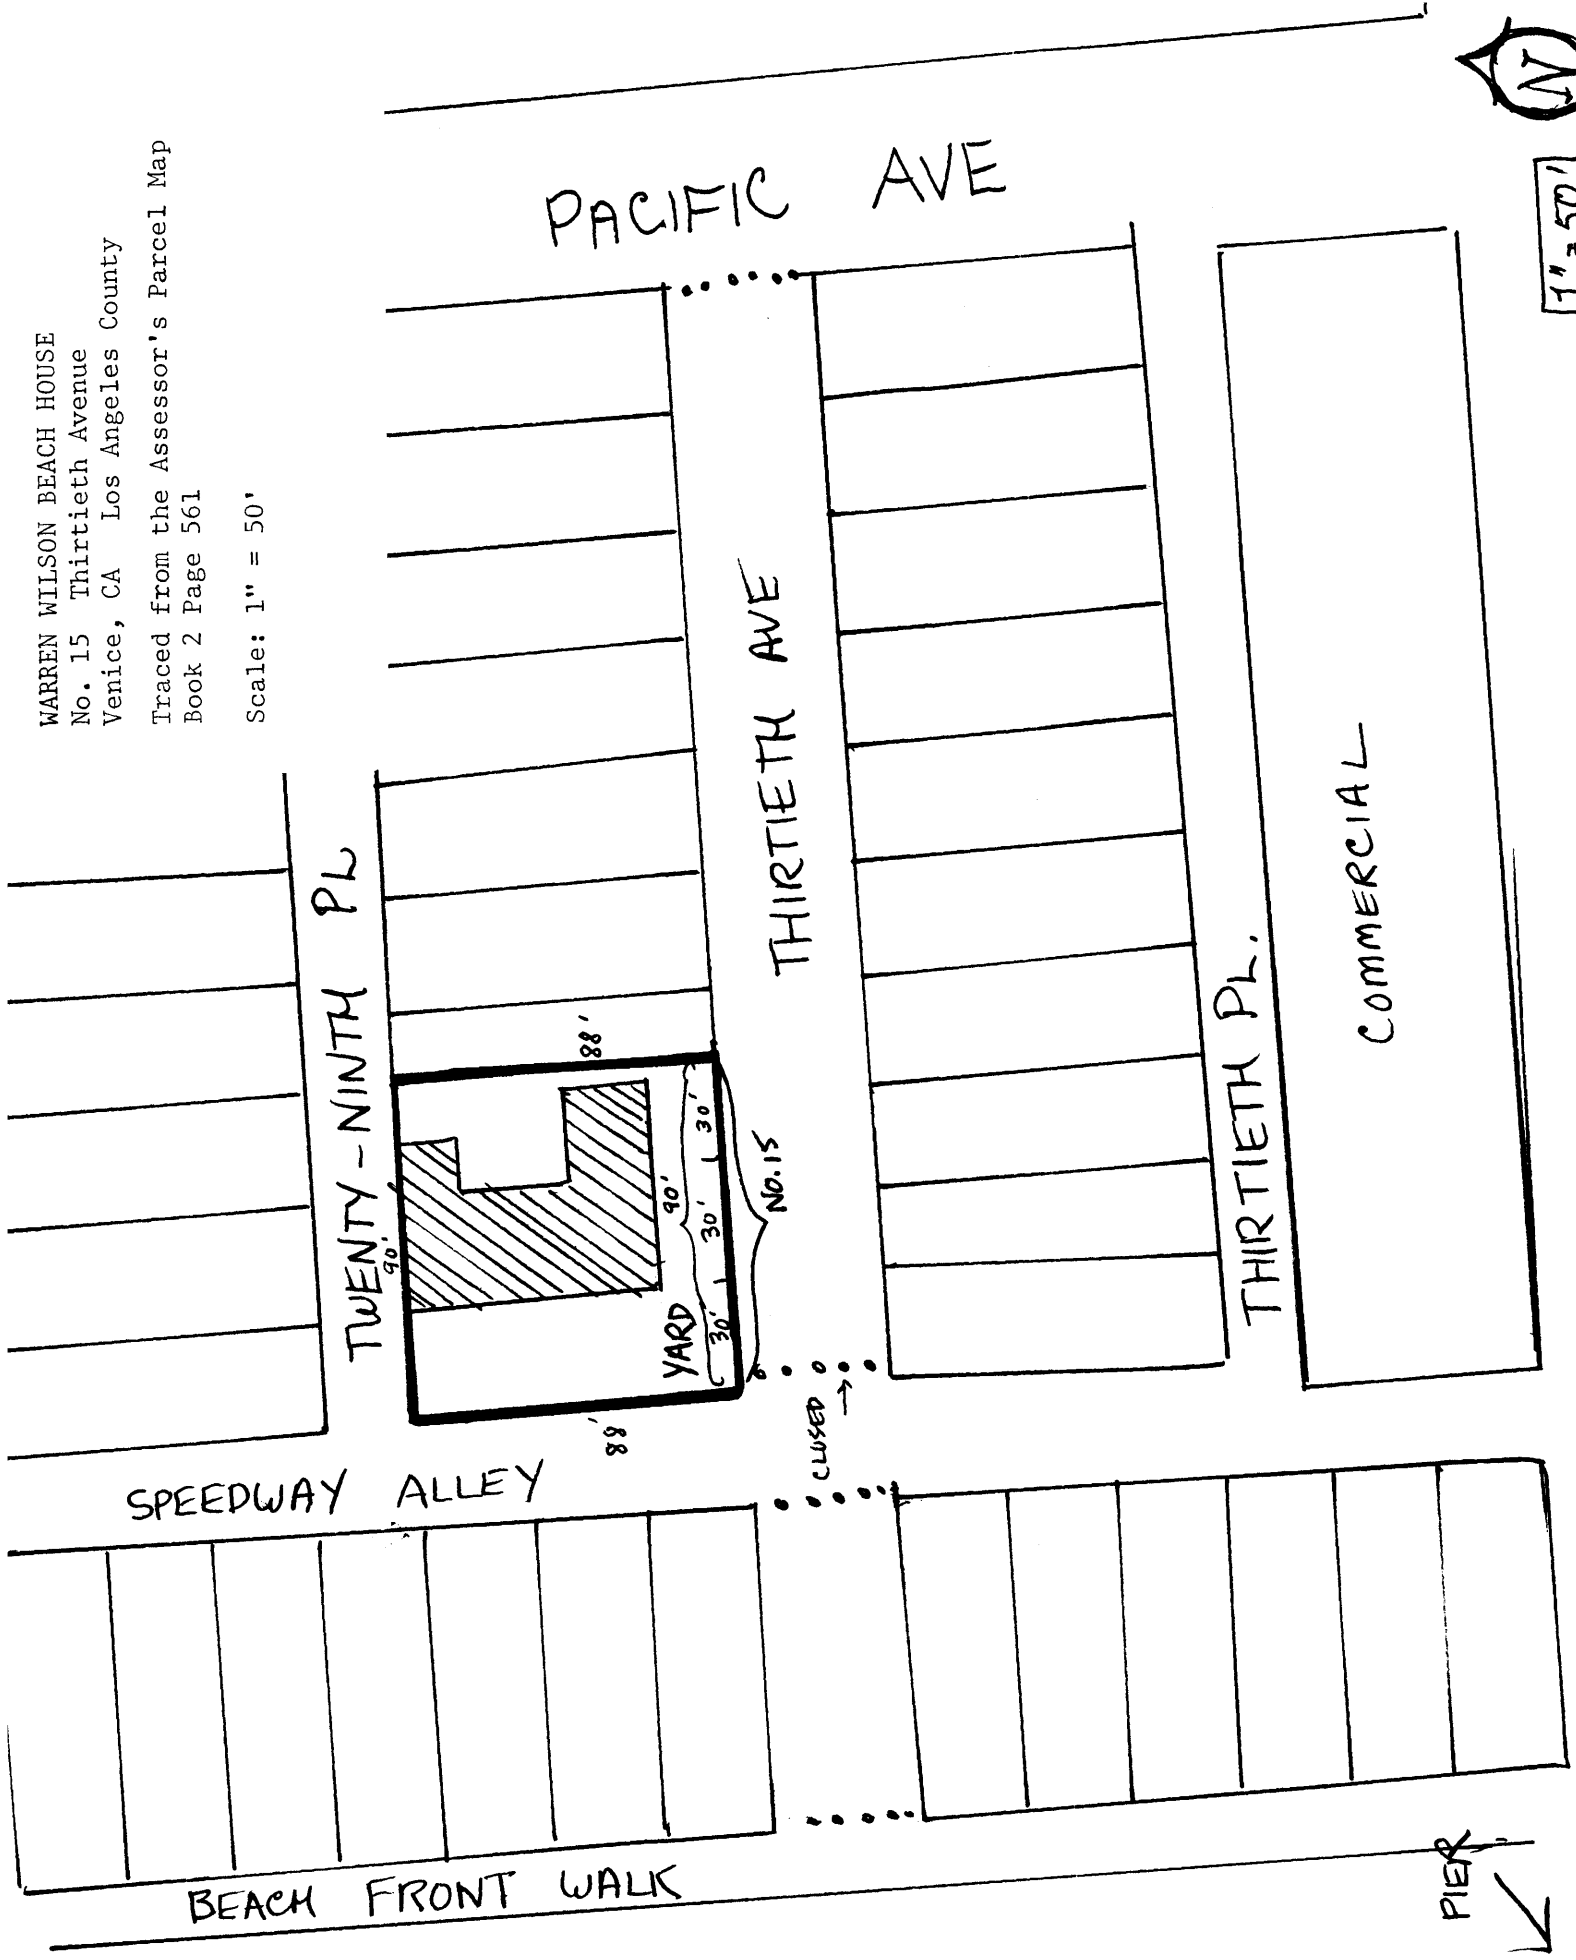 WARREN WILSON BEACH HOUSE
No. 15 Thirtieth Avenue
Venice, CA Los Angeles County
Traced from the Assessor's Parcel Map
Book 2 Page 561
Scale: 1" = 50'
N
1" = 50'
PACIFIC AVE
TWENTY-NINTH PL
90'
88'
88'
YARD
90'
30' 30' 30'
NO. 15
THIRTIETH AVE
CLOSED →
THIRTIETH PL.
COMMERCIAL
SPEEDWAY ALLEY
BEACH FRONT WALK
PIER